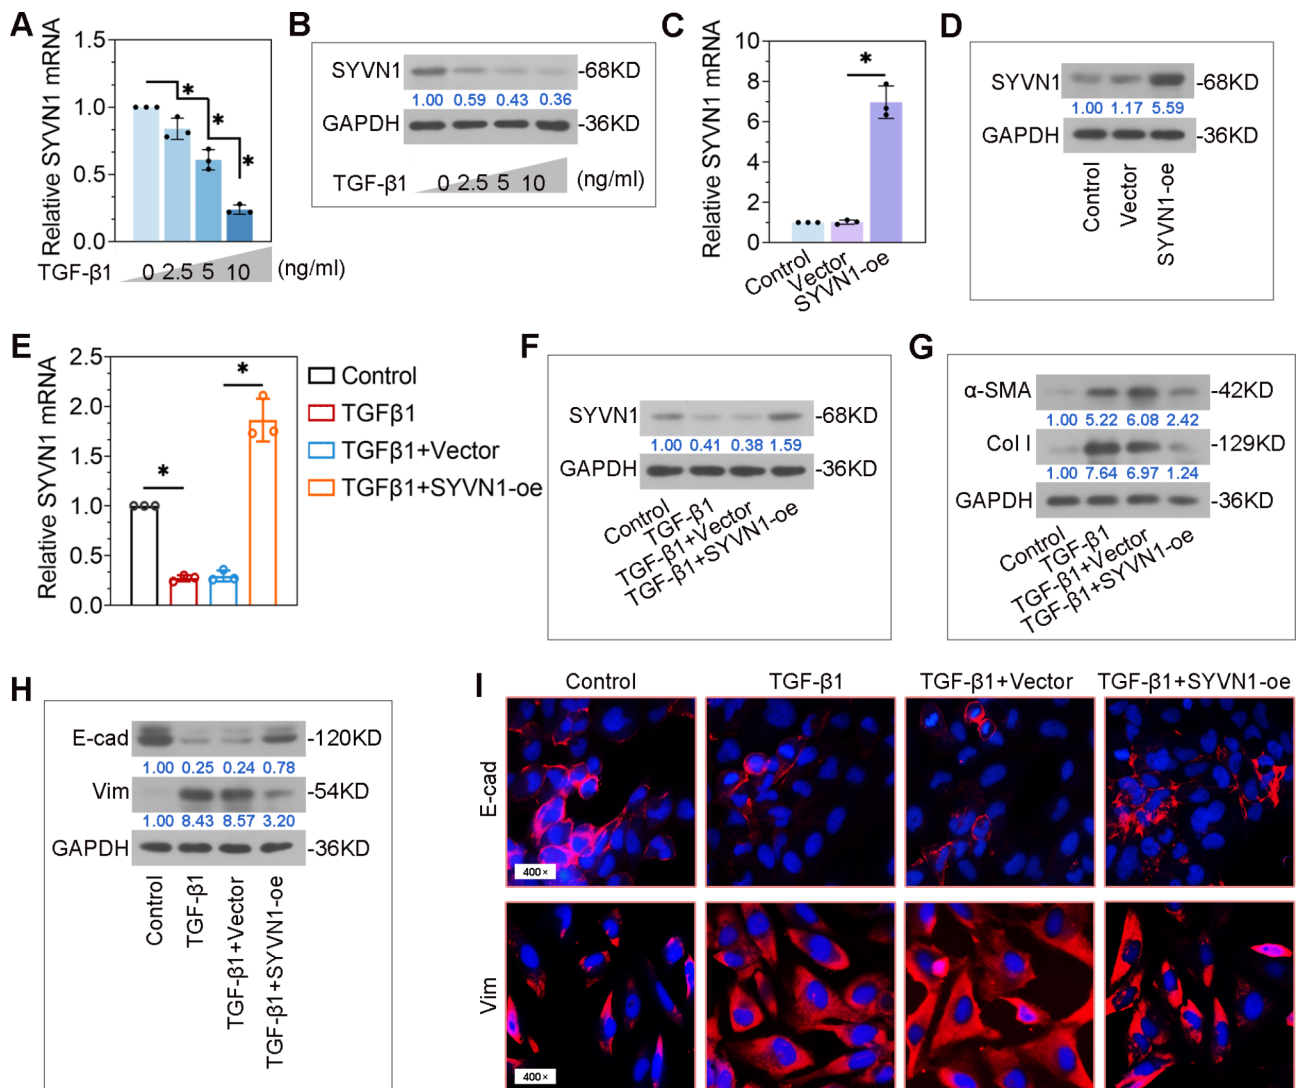 A
Relative SYVN1 mRNA
1.5
1.0
0.5
0.0
*
*
*
TGF-β1 0 2.5 5 10 (ng/ml)
B
SYVN1 -68KD
1.00 0.59 0.43 0.36
GAPDH -36KD
TGF-β1 0 2.5 5 10 (ng/ml)
C
Relative SYVN1 mRNA
10
8
6
4
2
0
*
Control
Vector
SYVN1-oe
D
SYVN1 -68KD
1.00 1.17 5.59
GAPDH -36KD
Control
Vector
SYVN1-oe
E
Relative SYVN1 mRNA
2.5
2.0
1.5
1.0
0.5
0.0
*
*
Control
TGFβ1
TGFβ1+Vector
TGFβ1+SYVN1-oe
F
SYVN1 -68KD
1.00 0.41 0.38 1.59
GAPDH -36KD
Control
TGF-β1
TGF-β1+Vector
TGF-β1+SYVN1-oe
G
α-SMA -42KD
1.00 5.22 6.08 2.42
Col I -129KD
1.00 7.64 6.97 1.24
GAPDH -36KD
Control
TGF-β1
TGF-β1+Vector
TGF-β1+SYVN1-oe
H
E-cad -120KD
1.00 0.25 0.24 0.78
Vim -54KD
1.00 8.43 8.57 3.20
GAPDH -36KD
Control
TGF-β1
TGF-β1+Vector
TGF-β1+SYVN1-oe
I
Control TGF-β1 TGF-β1+Vector TGF-β1+SYVN1-oe
E-cad
400×
Vim
400×